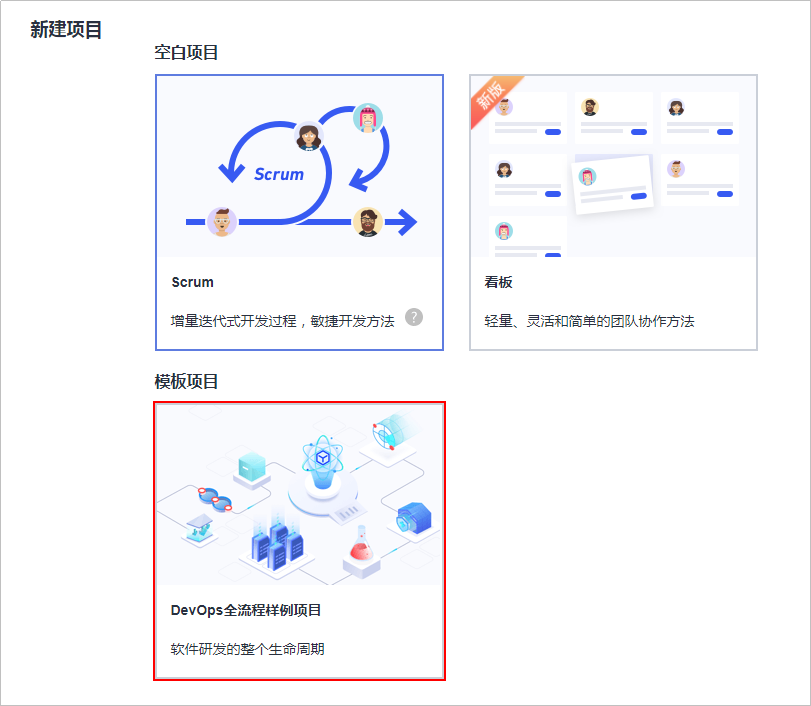 新建项目
空白项目
新版
Scrum
Scrum
增量迭代式开发过程，敏捷开发方法 ?
看板
轻量、灵活和简单的团队协作方法
模板项目
DevOps全流程样例项目
软件研发的整个生命周期